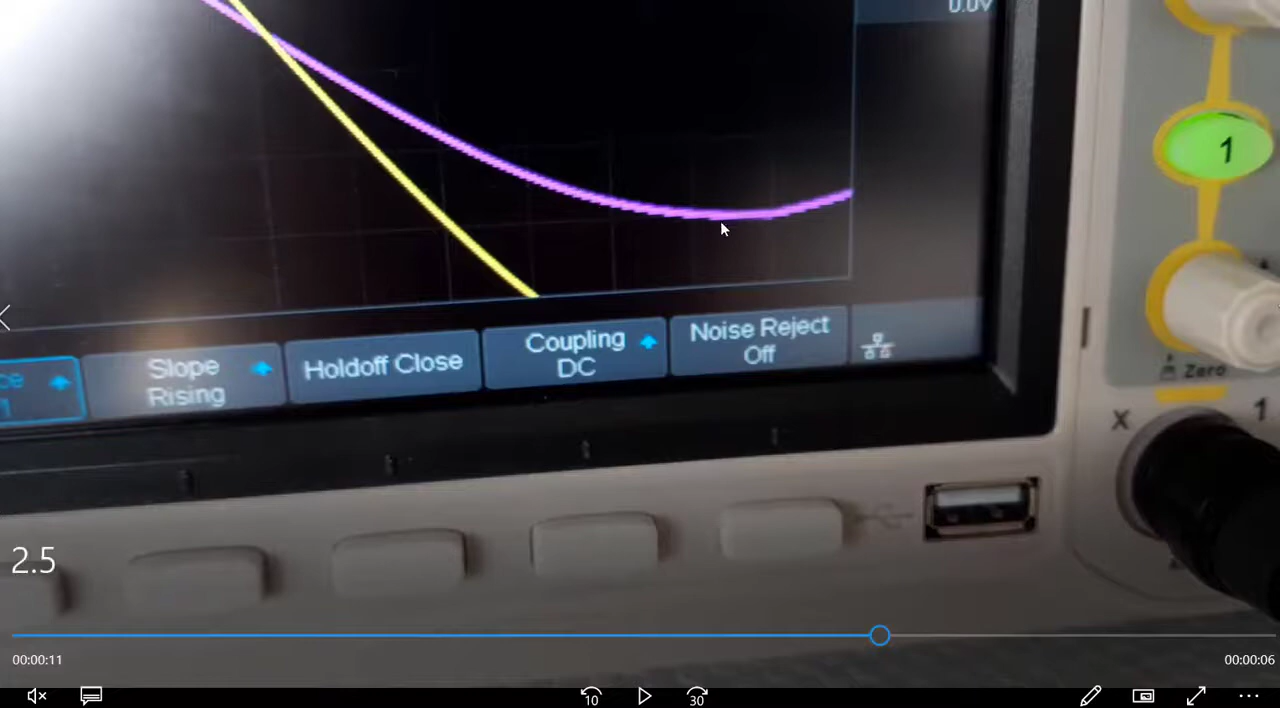 0.0V
1
Slope
Rising
Holdoff Close
Coupling
DC
Noise Reject
Off
Zero
X
1
2.5
00:00:11
00:00:06
10
30